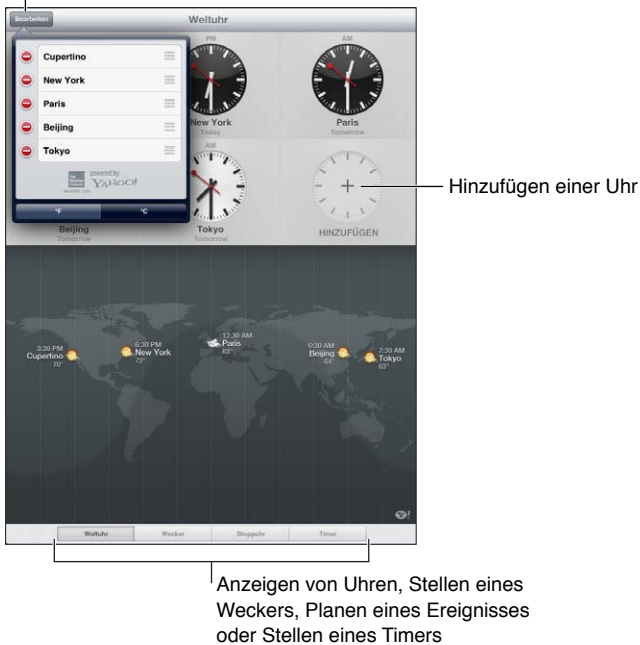 Bearbeiten
Weltuhr
Cupertino
New York
Paris
Beijing
Tokyo
powered by
YAHOO!
weather.com
°F
°C
PM
New York
Today
AM
Paris
Tomorrow
Beijing
Tomorrow
AM
Tokyo
Tomorrow
HINZUFÜGEN
Hinzufügen einer Uhr
3:30 PM
Cupertino
70°
6:30 PM
New York
72°
12:30 AM
Paris
63°
6:30 AM
Beijing
64°
7:30 AM
Tokyo
63°
Y!
Weltuhr
Wecker
Stoppuhr
Timer
Anzeigen von Uhren, Stellen eines
Weckers, Planen eines Ereignisses
oder Stellen eines Timers